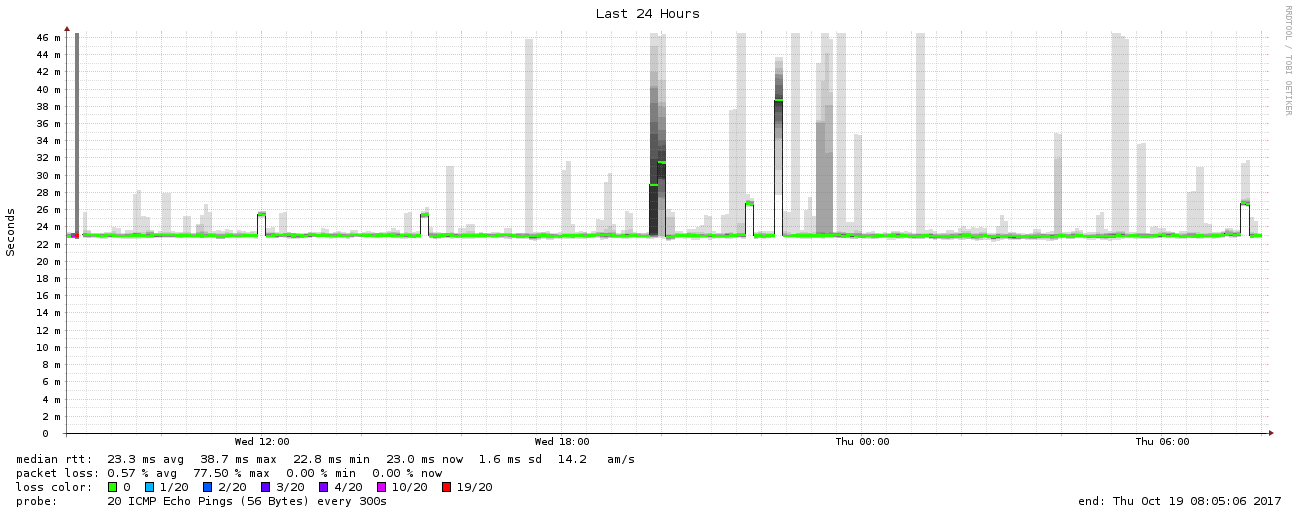 Last 24 Hours
RRDTOOL / TOBI OETIKER
Seconds
46 m
44 m
42 m
40 m
38 m
36 m
34 m
32 m
30 m
28 m
26 m
24 m
22 m
20 m
18 m
16 m
14 m
12 m
10 m
8 m
6 m
4 m
2 m
0
Wed 12:00 Wed 18:00 Thu 00:00 Thu 06:00
median rtt: 23.3 ms avg 38.7 ms max 22.8 ms min 23.0 ms now 1.6 ms sd 14.2 am/s
packet loss: 0.57 % avg 77.50 % max 0.00 % min 0.00 % now
loss color: 0 1/20 2/20 3/20 4/20 10/20 19/20
probe: 20 ICMP Echo Pings (56 Bytes) every 300s end: Thu Oct 19 08:05:06 2017